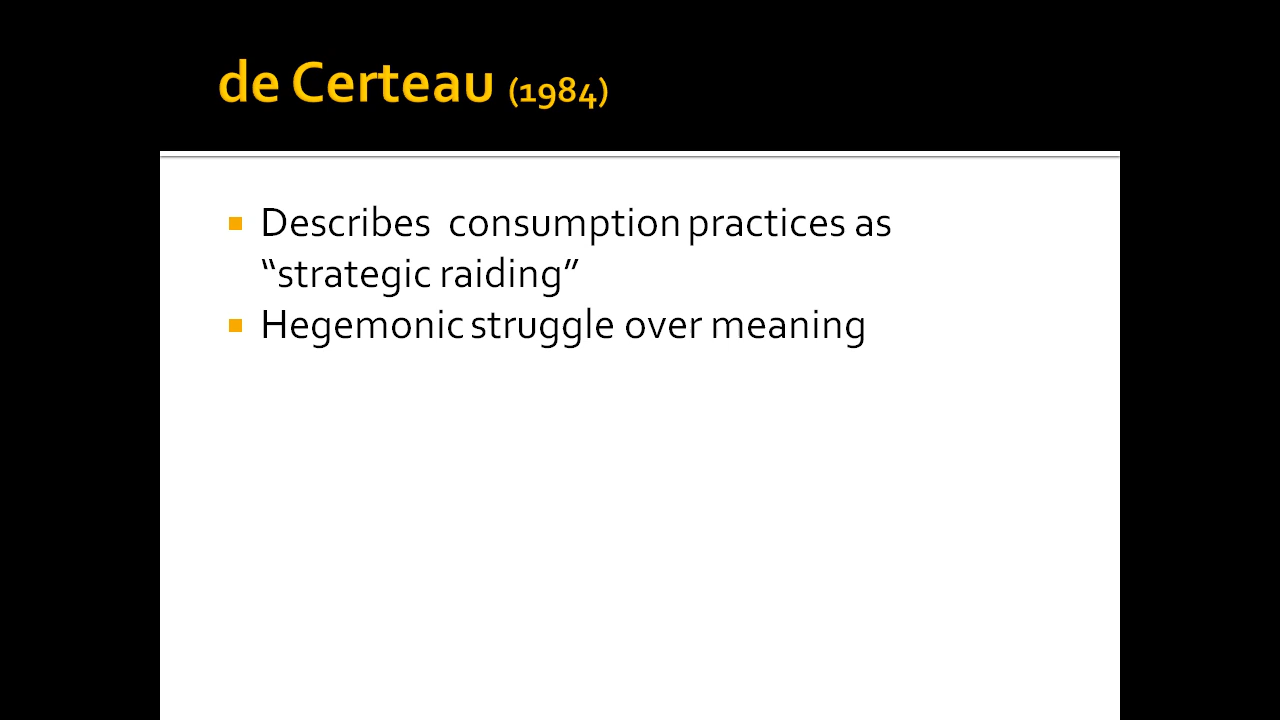 de Certeau (1984)
Describes  consumption practices as
“strategic raiding”
Hegemonic struggle over meaning